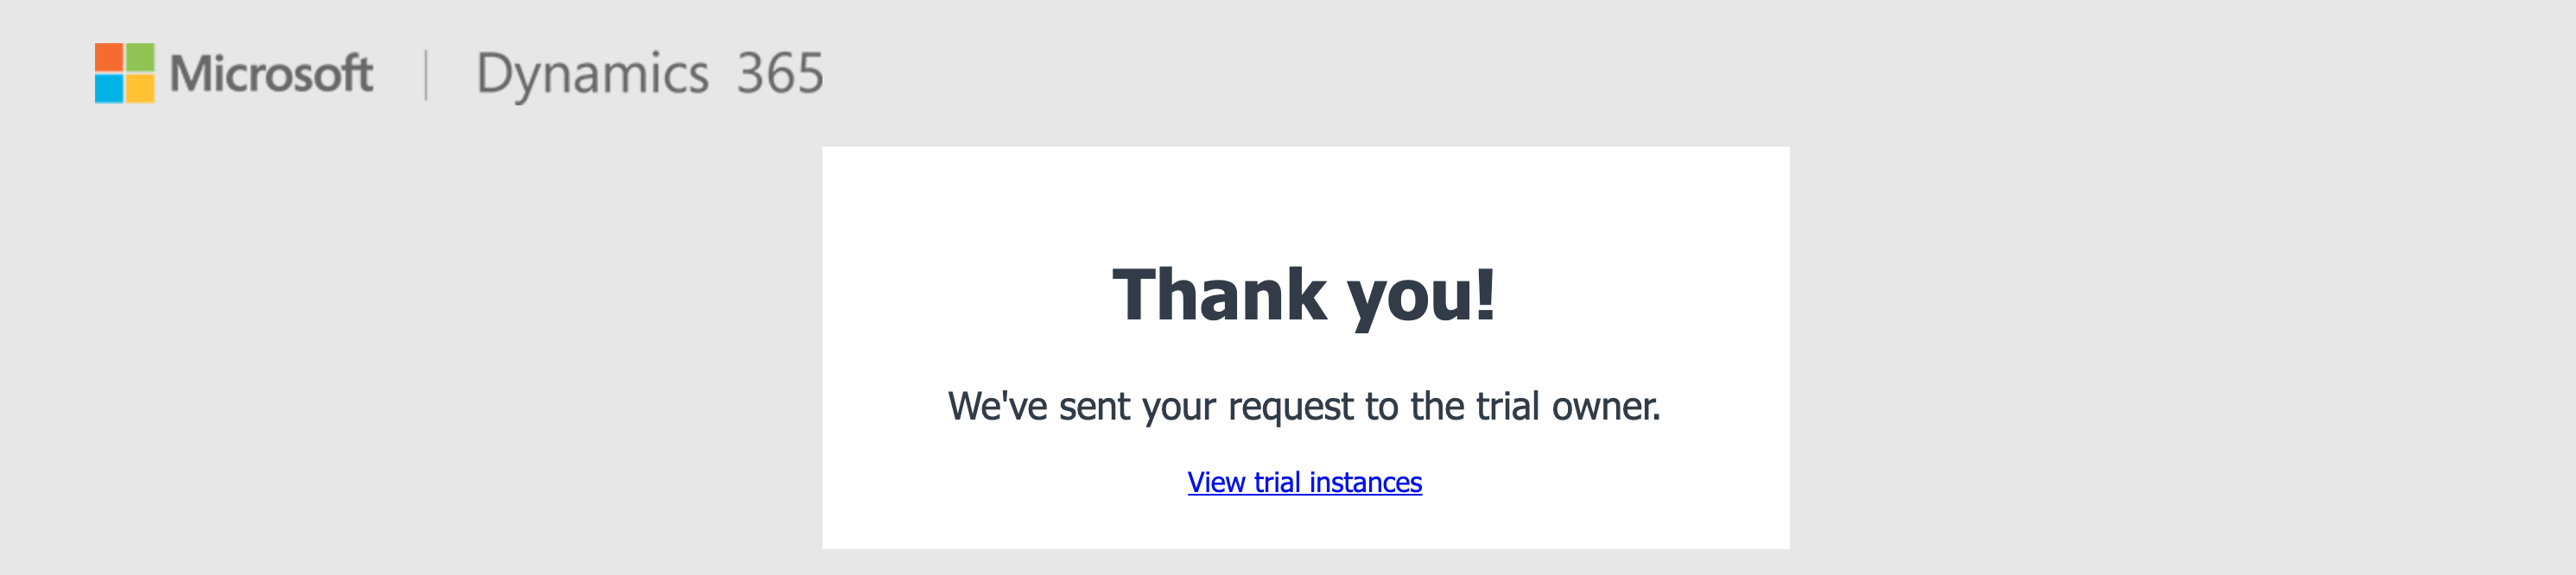 Microsoft | Dynamics 365
Thank you!
We've sent your request to the trial owner.
View trial instances